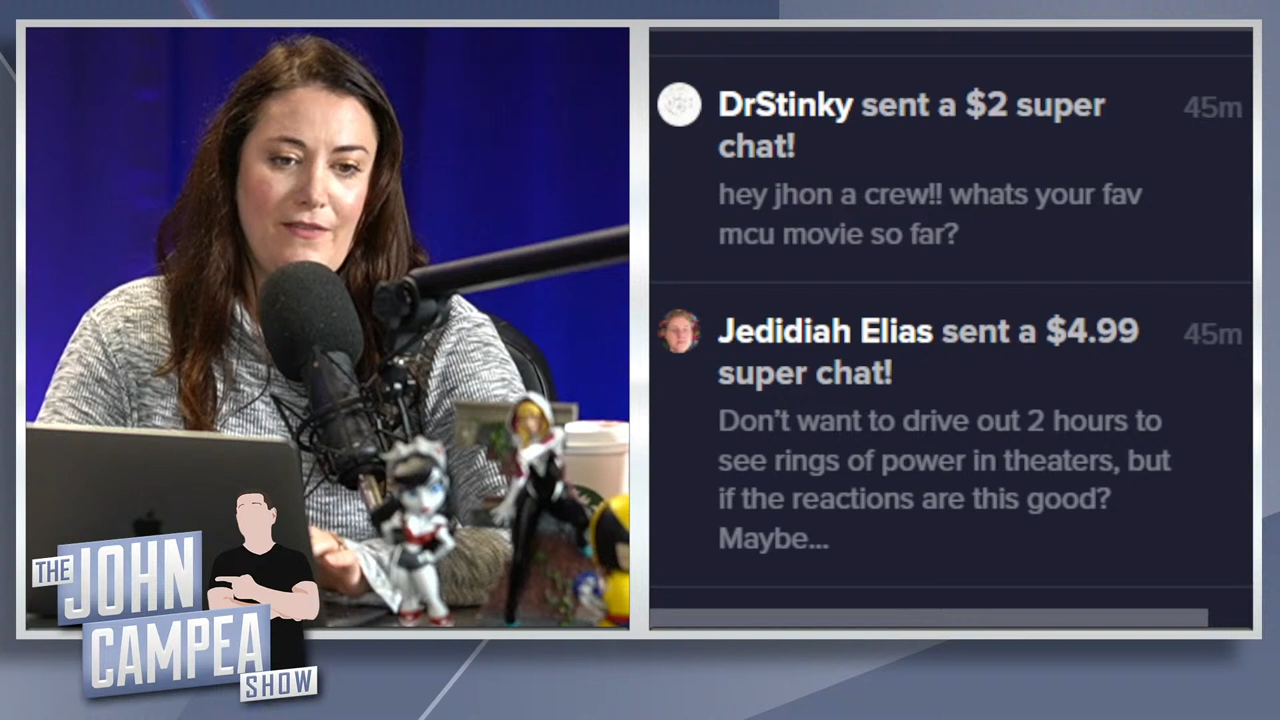 DrStinky sent a $2 super
45m
chat!
hey jhon a crew!! whats your fav
mcu movie so far?
Jedidiah Elias sent a $4.99
45m
super chat!
Don't want to drive out 2 hours to
see rings of power in theaters, but
if the reactions are this good?
Maybe...
THE
JOHN
CAMPEA
SHOW